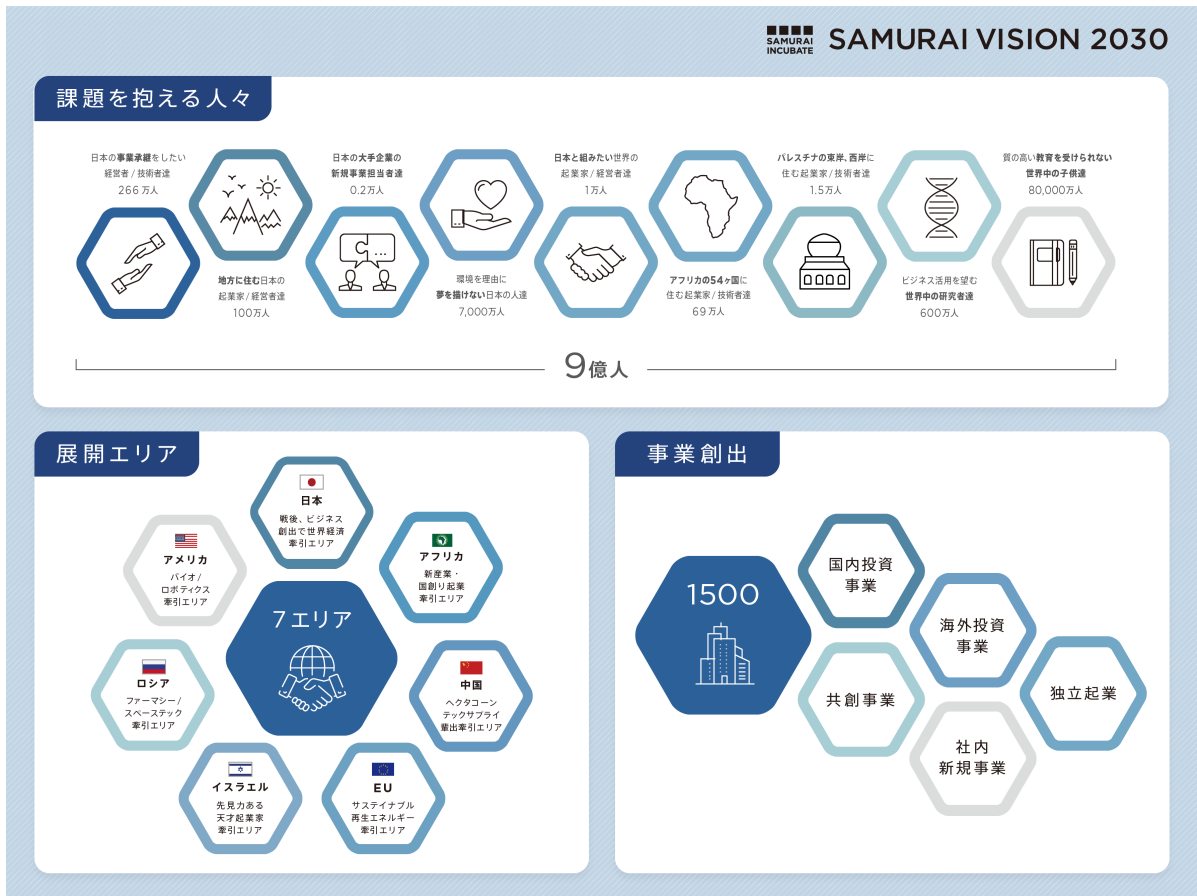 SAMURAI
INCUBATE
SAMURAI VISION 2030
課題を抱える人々
日本の事業承継をしたい
経営者/技術者達
266万人
地方に住む日本の
起業家/経営者達
100万人
日本の大手企業の
新規事業担当者達
0.2万人
環境を理由に
夢を描けない日本の人達
7,000万人
日本と組みたい世界の
起業家/経営者達
1万人
アフリカの54ヶ国に
住む起業家/技術者達
69万人
パレスチナの東岸、西岸に
住む起業家/技術者達
1.5万人
ビジネス活用を望む
世界中の研究者達
600万人
質の高い教育を受けられない
世界中の子供達
80,000万人
9億人
展開エリア
日本
戦後、ビジネス
創出で世界経済
牽引エリア
アメリカ
バイオ/
ロボティクス
牽引エリア
アフリカ
新産業・
国創り起業
牽引エリア
7エリア
ロシア
ファーマシー/
スペーステック
牽引エリア
中国
ヘクタコーン
テックサプライ
輩出牽引エリア
イスラエル
先見力ある
天才起業家
牽引エリア
EU
サステイナブル
再生エネルギー
牽引エリア
事業創出
1500
国内投資
事業
海外投資
事業
共創事業
独立起業
社内
新規事業